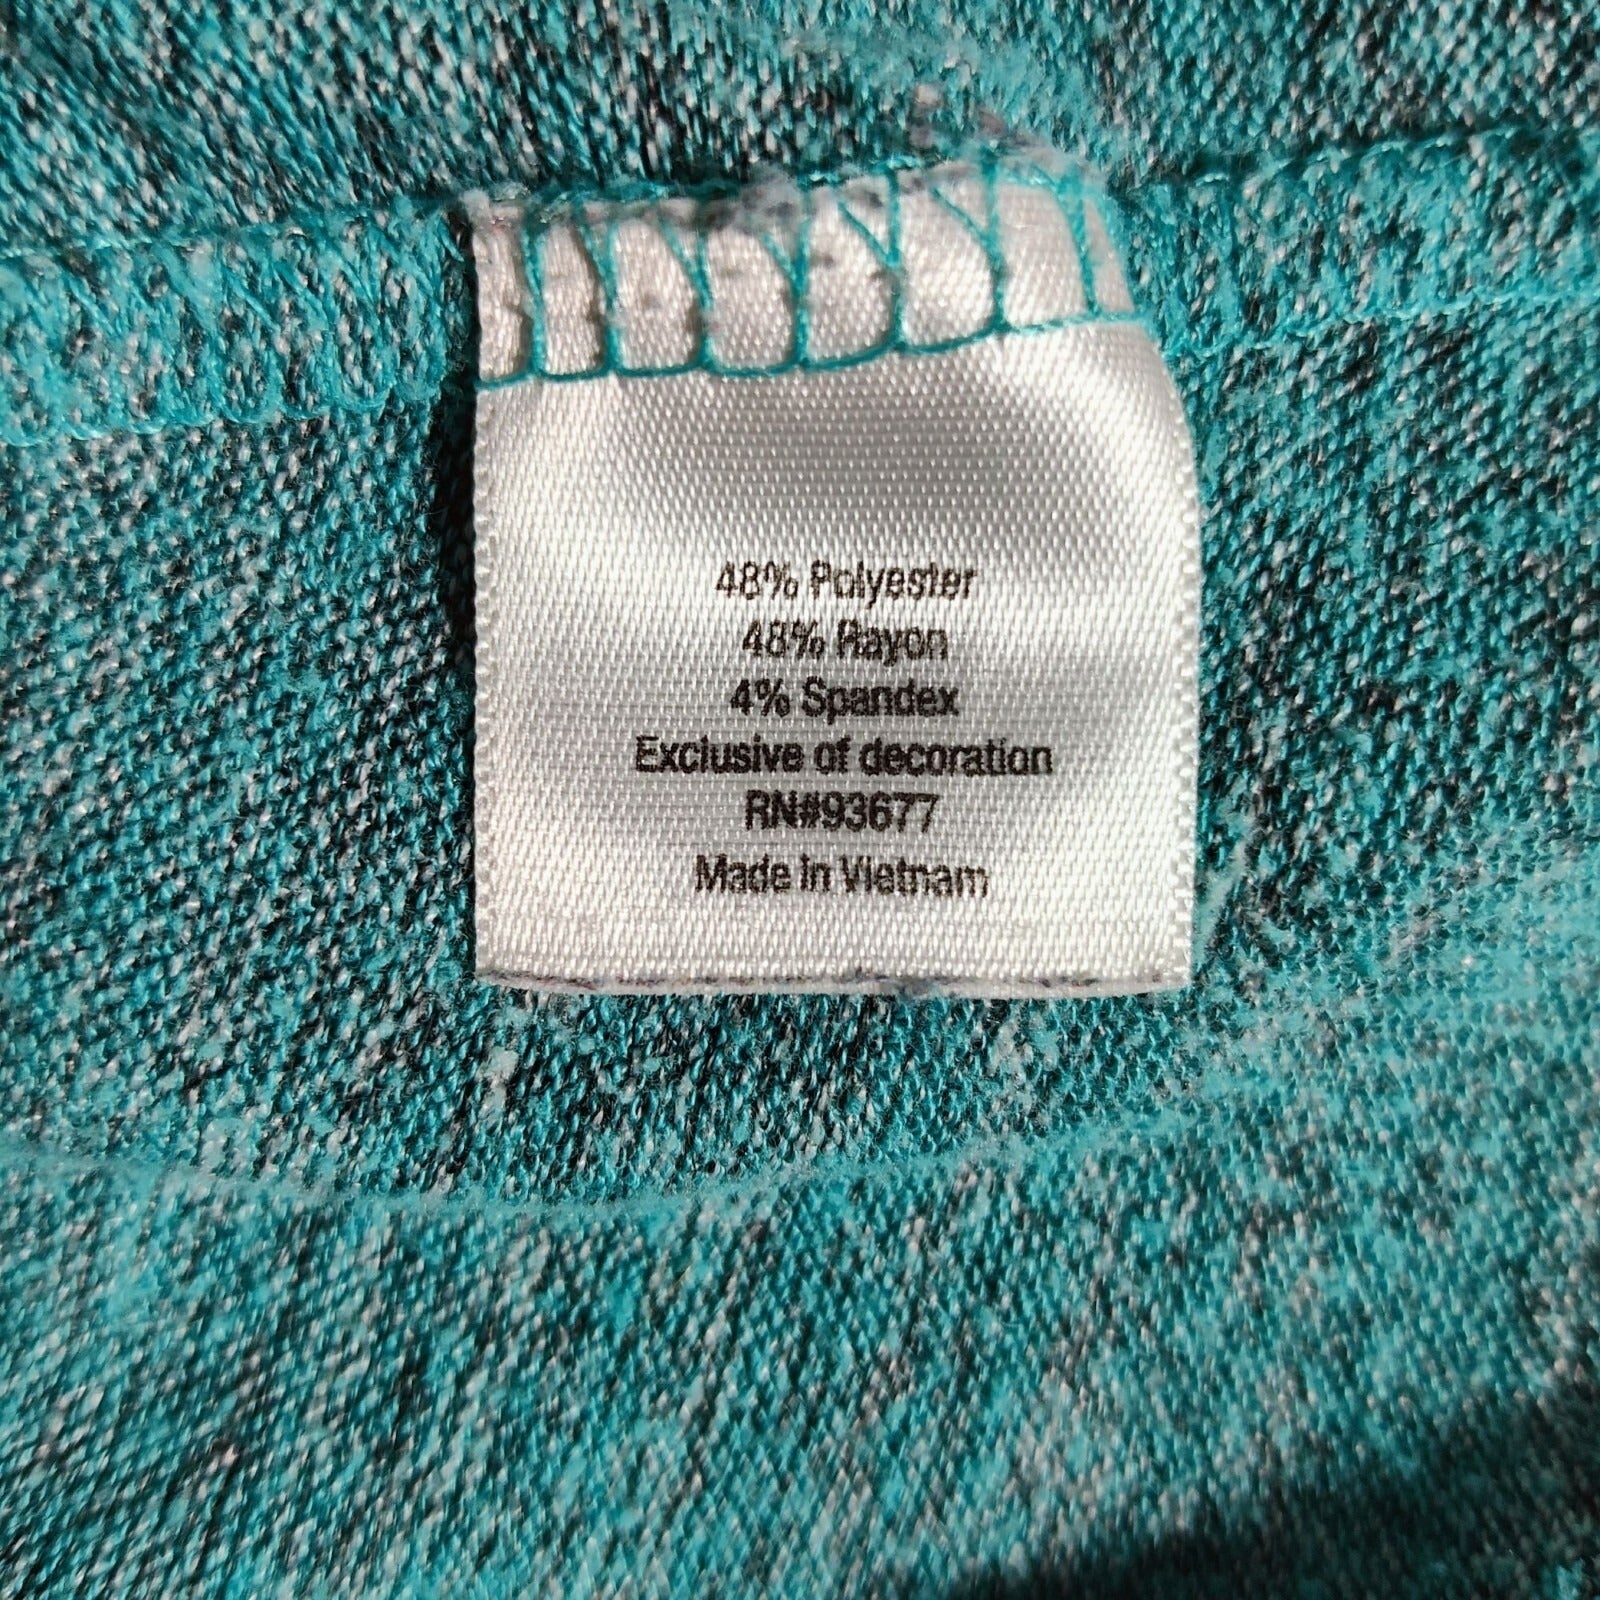 48% Polyester
48% Rayon
4% Spandex
Exclusive of decoration
RN#93677
Made in Vietnam